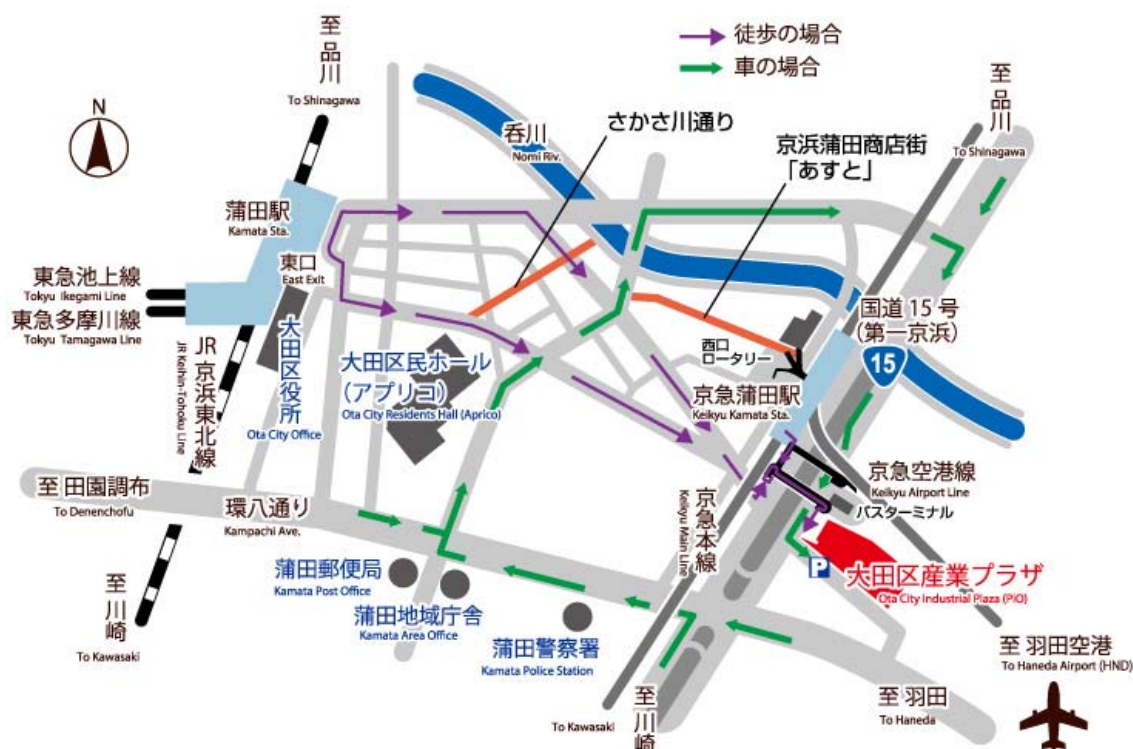 N
至 品川
To Shinagawa
徒歩の場合
車の場合
さかさ川通り
呑川
Nomi Riv.
京浜蒲田商店街
「あすと」
至 品川
To Shinagawa
蒲田駅
Kamata Sta.
東口
East Exit
東急池上線
Tokyu Ikegami Line
東急多摩川線
Tokyu Tamagawa Line
JR 京浜東北線
JR Keihin-Tohoku Line
大田区役所
Ota City Office
大田区民ホール
（アプリコ）
Ota City Residents Hall (Aprico)
西口
ロータリー
京急蒲田駅
Keikyu Kamata Sta.
国道 15 号
（第一京浜）
15
京急空港線
Keikyu Airport Line
バスターミナル
至 田園調布
To Denenchofu
環八通り
Kampachi Ave.
京急本線
Keikyu Main Line
P
大田区産業プラザ
Ota City Industrial Plaza (PiO)
蒲田郵便局
Kamata Post Office
蒲田地域庁舎
Kamata Area Office
蒲田警察署
Kamata Police Station
至 川崎
To Kawasaki
To Kawasaki
至 川崎
至 羽田
To Haneda
至 羽田空港
To Haneda Airport (HND)